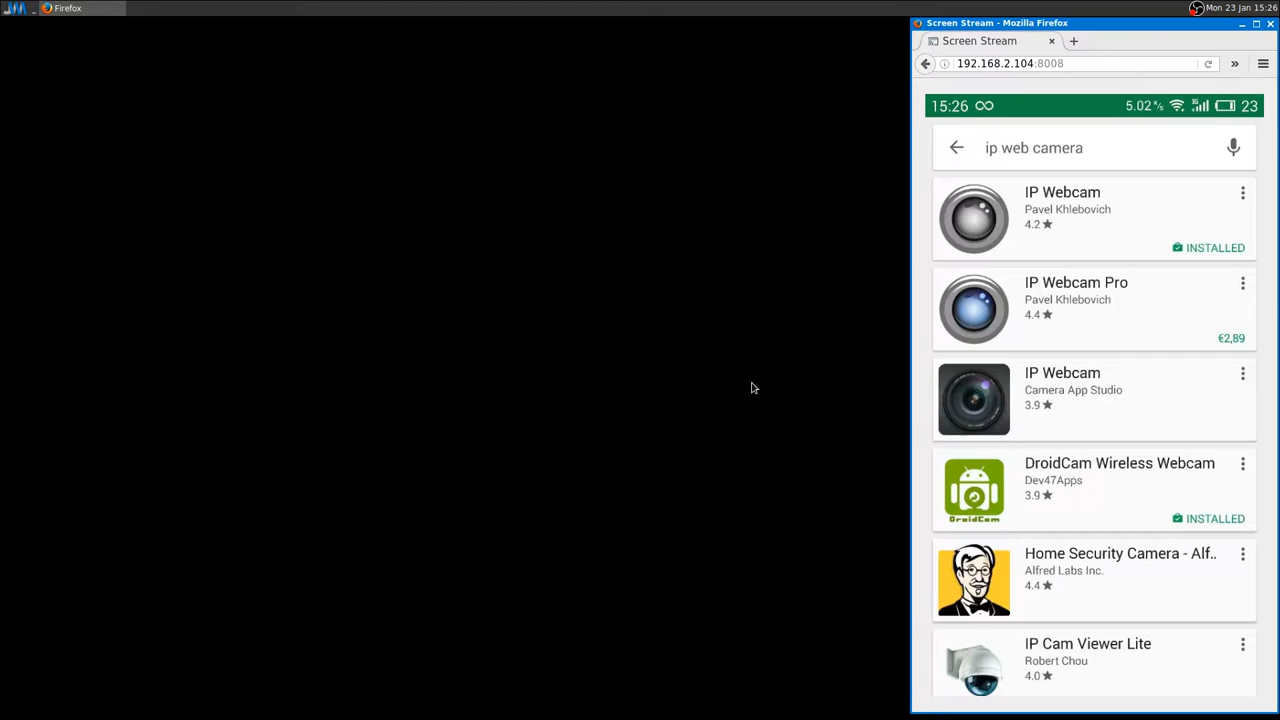 Firefox
Mon 23 Jan 15:26
Screen Stream - Mozilla Firefox
Screen Stream
192.168.2.104:8008
15:26
5.02 K/s
3G
23
ip web camera
IP Webcam
Pavel Khlebovich
4.2★
INSTALLED
IP Webcam Pro
Pavel Khlebovich
4.4★
€2,89
IP Webcam
Camera App Studio
3.9★
DroidCam Wireless Webcam
Dev47Apps
3.9★
DroidCam
INSTALLED
Home Security Camera - Alf..
Alfred Labs Inc.
4.4★
IP Cam Viewer Lite
Robert Chou
4.0★